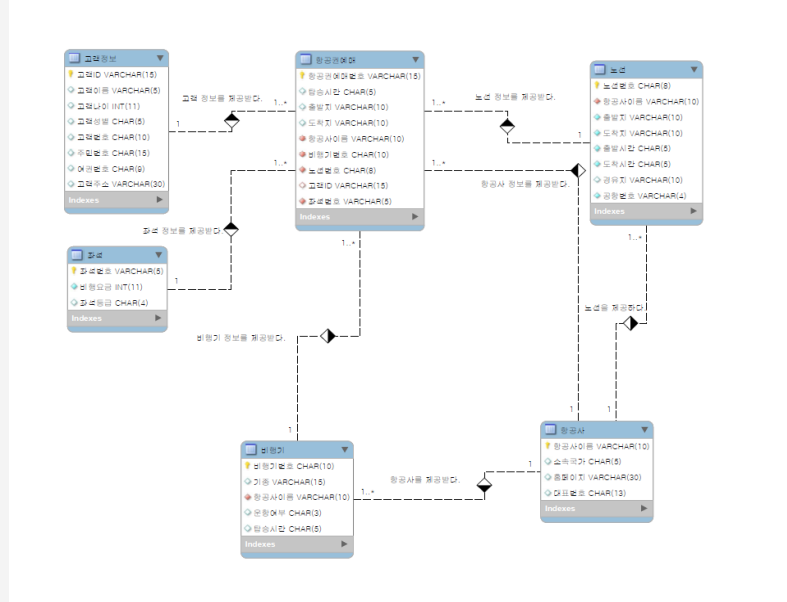 고객정보
고객ID VARCHAR(15)
고객이름 VARCHAR(5)
고객나이 INT(11)
고객성별 CHAR(5)
고객번호 CHAR(10)
주민번호 CHAR(15)
여권번호 CHAR(9)
고객주소 VARCHAR(30)
Indexes
고객 정보를 제공받다.
1
1..*
항공권예매
항공권예매번호 VARCHAR(15)
탑승시간 CHAR(5)
출발지 VARCHAR(10)
도착지 VARCHAR(10)
항공사이름 VARCHAR(10)
비행기번호 CHAR(10)
노선번호 CHAR(8)
고객ID VARCHAR(15)
좌석번호 VARCHAR(5)
Indexes
1..*
노선 정보를 제공받다.
1
노선
노선번호 CHAR(8)
항공사이름 VARCHAR(10)
출발지 VARCHAR(10)
도착지 VARCHAR(10)
출발시간 CHAR(5)
도착시간 CHAR(5)
경유지 VARCHAR(10)
공항번호 VARCHAR(4)
Indexes
1..*
1..*
항공사 정보를 제공받다.
좌석 정보를 제공받다.
좌석
좌석번호 VARCHAR(5)
비행요금 INT(11)
좌석등급 CHAR(4)
Indexes
1
1..*
1..*
노선을 제공하다
비행기 정보를 제공받다.
1
1
1
비행기
비행기번호 CHAR(10)
기종 VARCHAR(15)
항공사이름 VARCHAR(10)
운항여부 CHAR(3)
탑승시간 CHAR(5)
Indexes
1..*
항공사를 제공받다.
1
항공사
항공사이름 VARCHAR(10)
소속국가 CHAR(5)
홈페이지 VARCHAR(30)
대표번호 CHAR(13)
Indexes